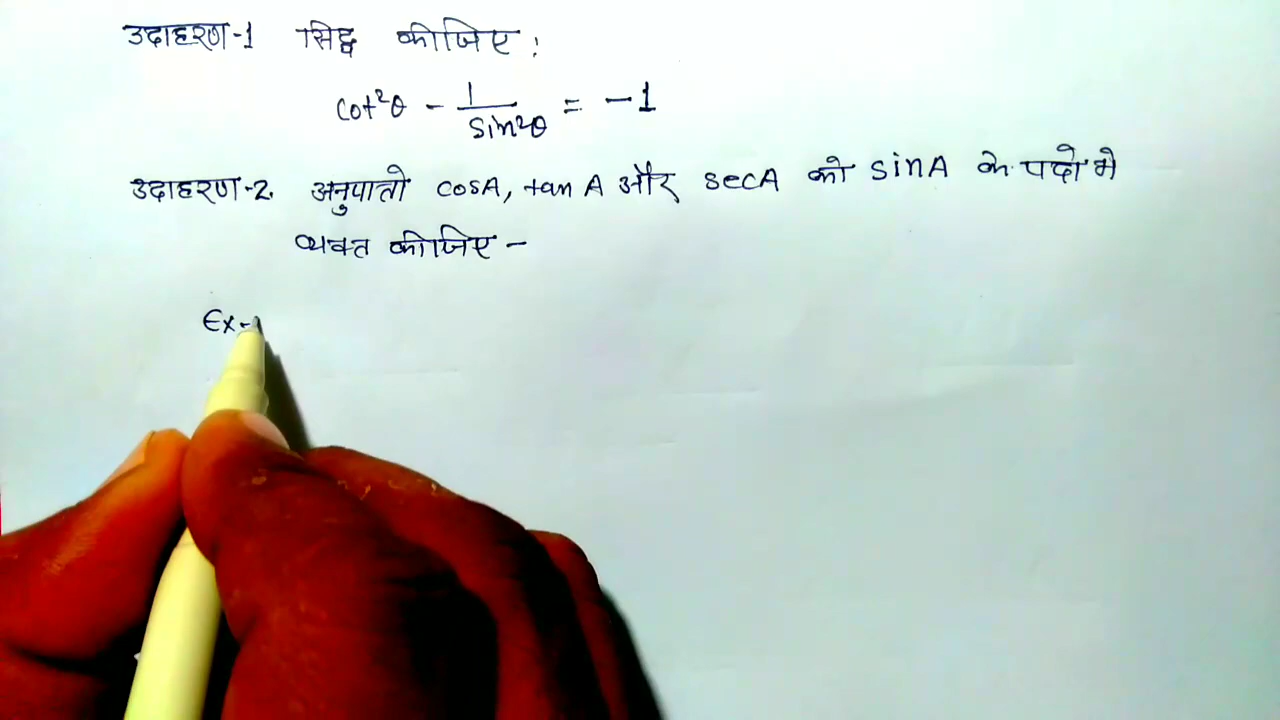 उदाहरण-1 सिद्ध कीजिए :
cot²θ - 1/sin²θ = -1
उदाहरण-2. अनुपातो cosA, tan A और secA को sinA के पदो मे
व्यक्त कीजिए -
Ex-